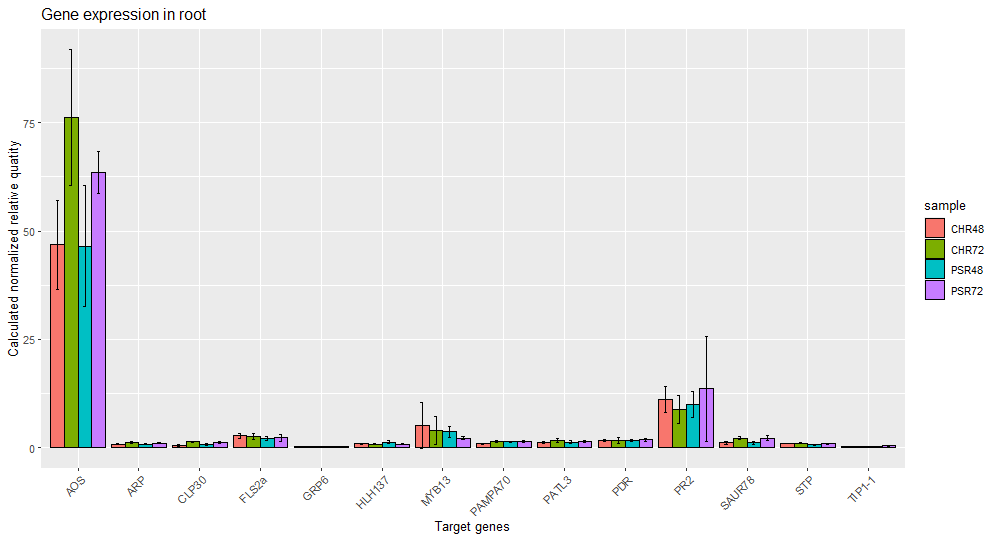 Gene expression in root
Calculated normalized relative quatity
75
50
25
0
AOS
ARP
CLP30
FLS2a
GRP6
HLH137
MYB13
PAMPA70
PATL3
PDR
PR2
SAUR78
STP
TIP1-1
Target genes
sample
CHR48
CHR72
PSR48
PSR72